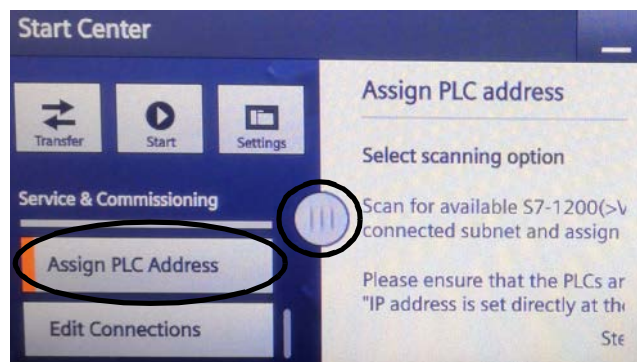 Start Center
Transfer
Start
Settings
Service & Commissioning
Assign PLC Address
Edit Connections
Assign PLC address
Select scanning option
Scan for available S7-1200(>V
connected subnet and assign
Please ensure that the PLCs ar
"IP address is set directly at the
Ste